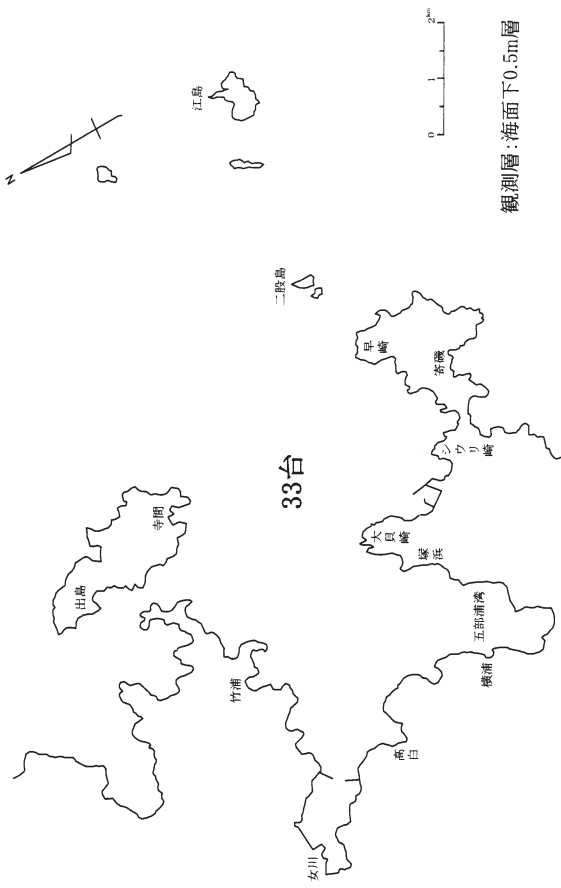 N
江島
二股島
早崎
寄磯
シウリ崎
33台
大貝崎
塚浜
寺間
出島
五部浦湾
横浦
竹浦
高白
女川
0 1 2km
観測層:海面下0.5m層